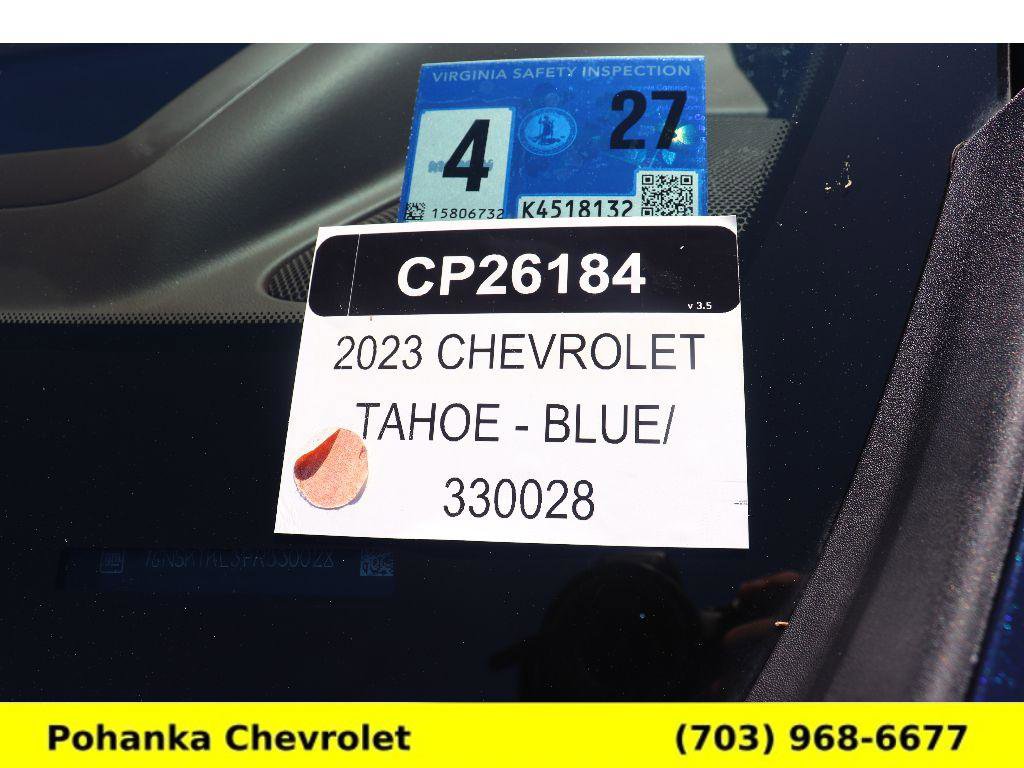 VIRGINIA SAFETY INSPECTION
4
27
15806732
K4518132
CP26184
v 3.5
2023 CHEVROLET
TAHOE - BLUE/
330028
Pohanka Chevrolet
(703) 968-6677